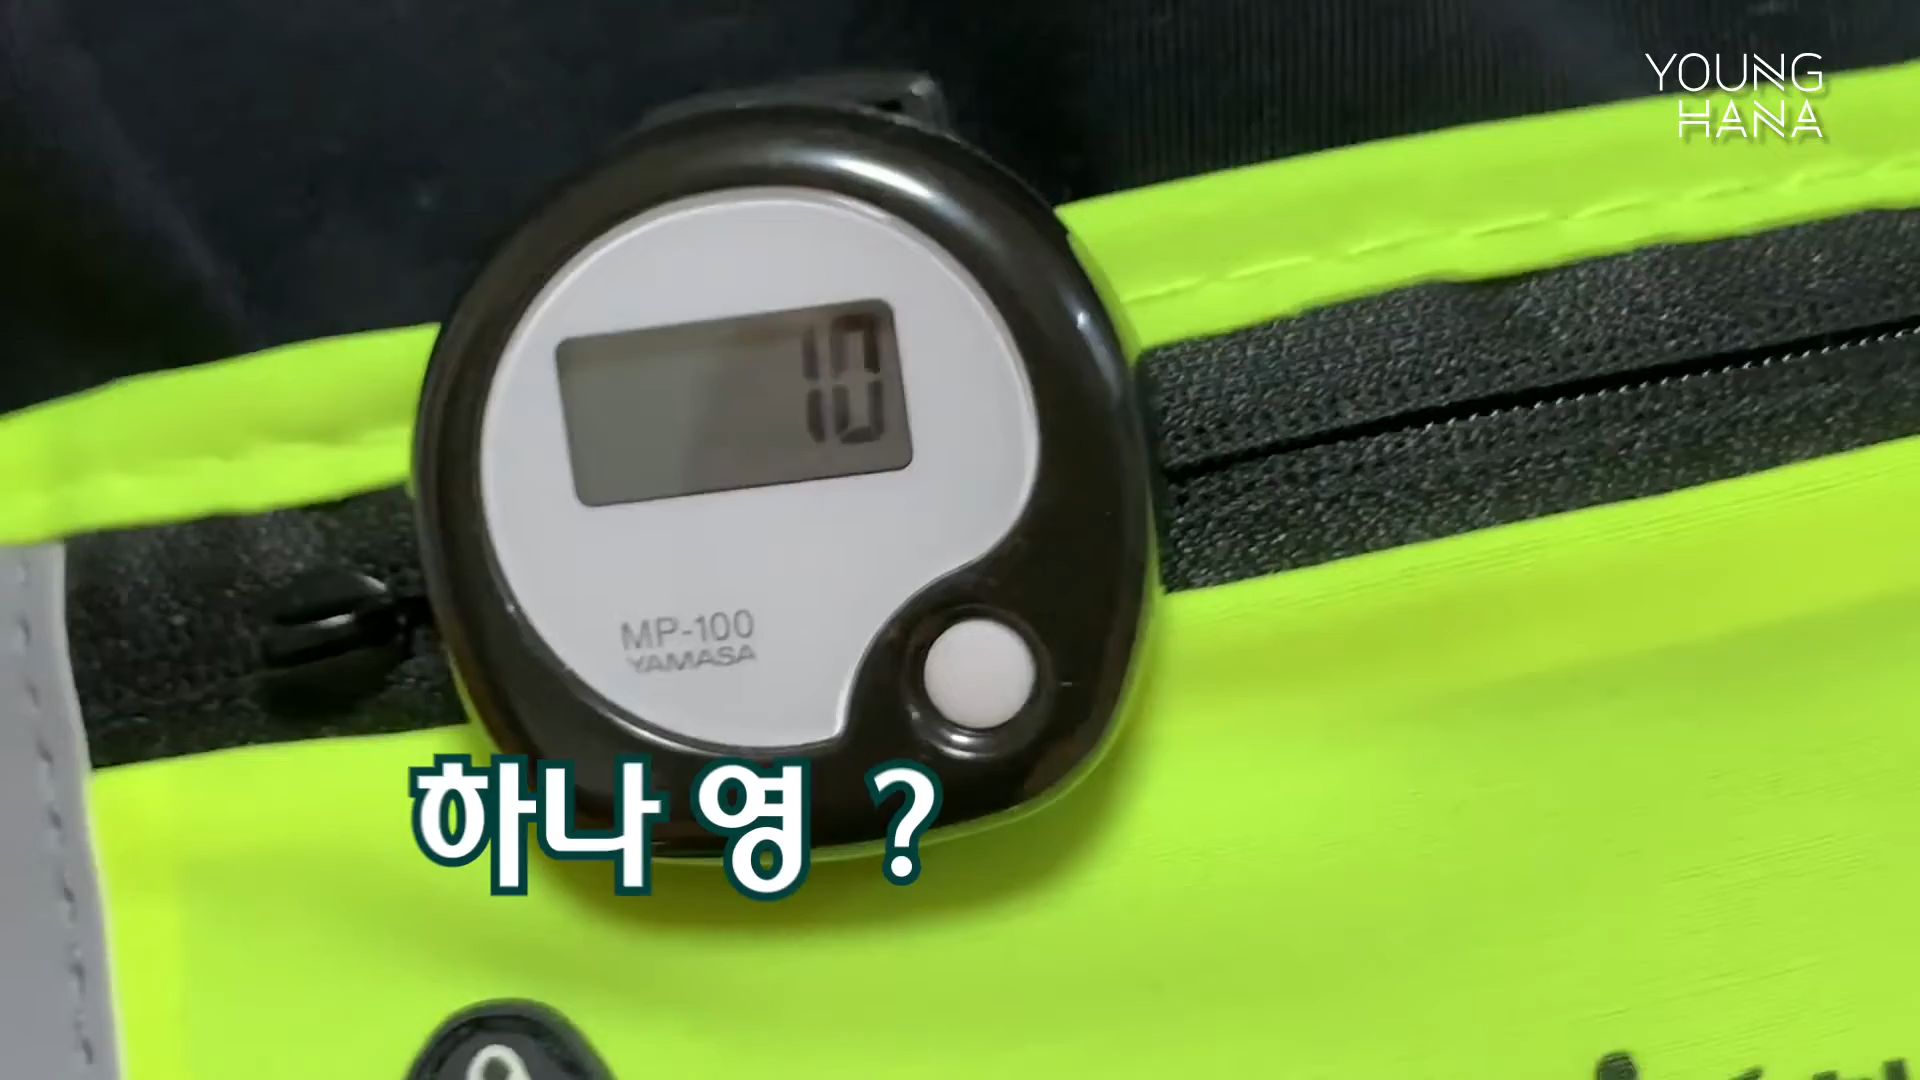 YOUNG
HANA
10
MP-100
YAMASA
하나 영 ?